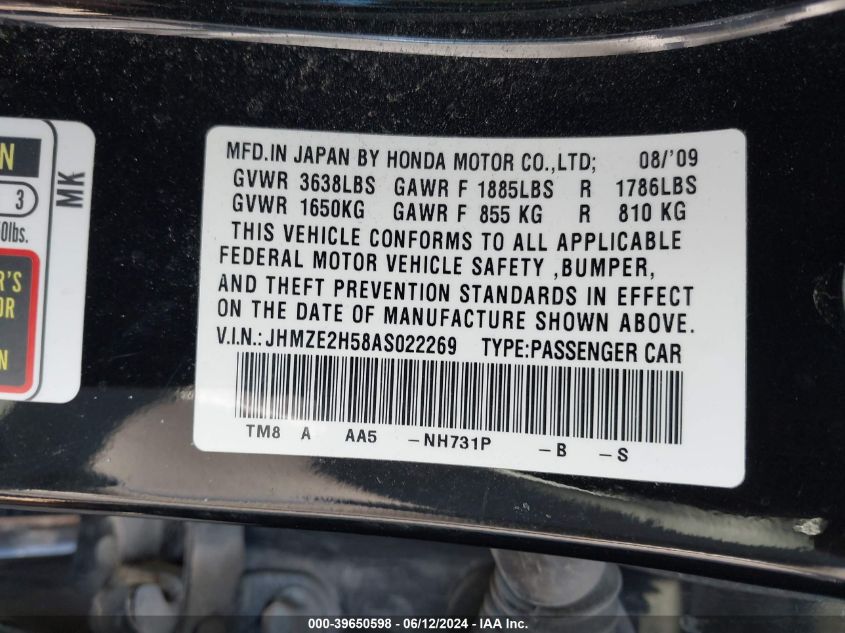 MFD.IN JAPAN BY HONDA MOTOR CO.,LTD; 08/'09
GVWR 3638LBS GAWR F 1885LBS R 1786LBS
GVWR 1650KG GAWR F 855 KG R 810 KG
THIS VEHICLE CONFORMS TO ALL APPLICABLE
FEDERAL MOTOR VEHICLE SAFETY ,BUMPER,
AND THEFT PREVENTION STANDARDS IN EFFECT
ON THE DATE OF MANUFACTURE SHOWN ABOVE.
V.I.N.: JHMZE2H58AS022269 TYPE:PASSENGER CAR
TM8 A AA5 -NH731P -B -S
MK
3
000-39650598 - 06/12/2024 - IAA Inc.